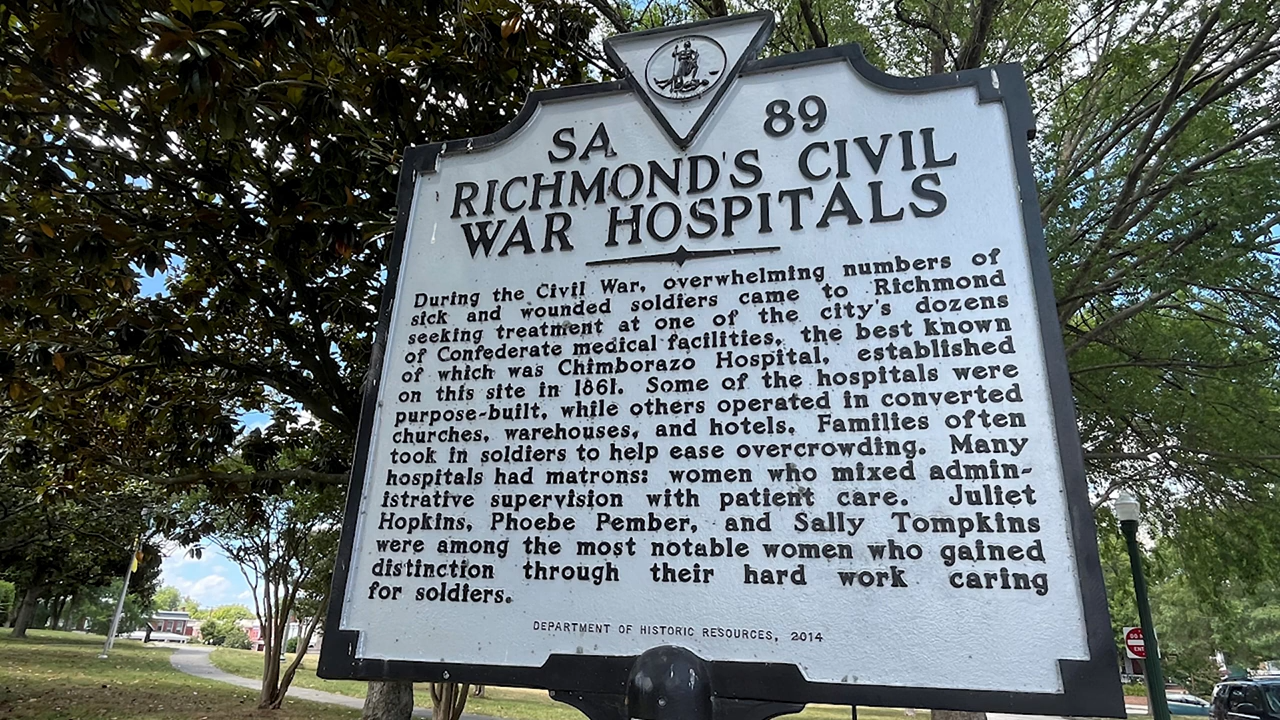 SA 89
RICHMOND'S CIVIL
WAR HOSPITALS
During the Civil War, overwhelming numbers of
sick and wounded soldiers came to Richmond
seeking treatment at one of the city's dozens
of Confederate medical facilities, the best known
of which was Chimborazo Hospital, established
on this site in 1861. Some of the hospitals were
purpose-built, while others operated in converted
churches, warehouses, and hotels. Families often
took in soldiers to help ease overcrowding. Many
hospitals had matrons: women who mixed admin-
istrative supervision with patient care. Juliet
Hopkins, Phoebe Pember, and Sally Tompkins
were among the most notable women who gained
distinction through their hard work caring
for soldiers.
DEPARTMENT OF HISTORIC RESOURCES, 2014
DO NOT
ENTER